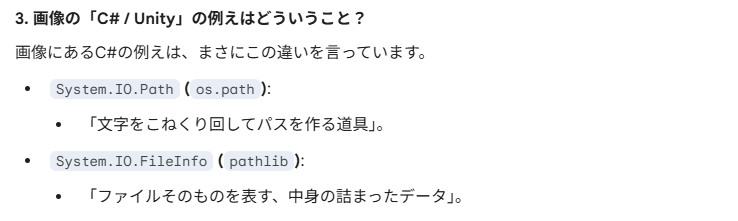 3. 画像の「C# / Unity」の例えはどういうこと？
画像にあるC#の例えは、まさにこの違いを言っています。
• System.IO.Path (os.path):
• 「文字をこねくり回してパスを作る道具」。
• System.IO.FileInfo (pathlib):
• 「ファイルそのものを表す、中身の詰まったデータ」。